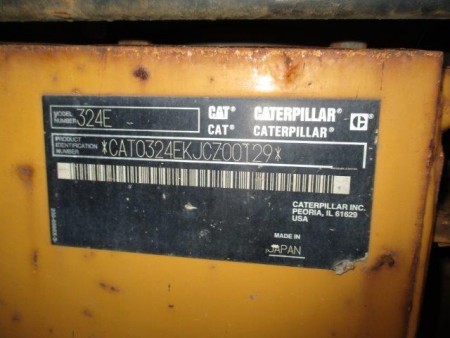 MODEL NUMBER 324E
CAT® CATERPILLAR®
CAT® CATERPILLAR®
PRODUCT IDENTIFICATION NUMBER *CAT0324EKJCZ00129*
CATERPILLAR INC.
PEORIA, IL 61629
USA
MADE IN
JAPAN